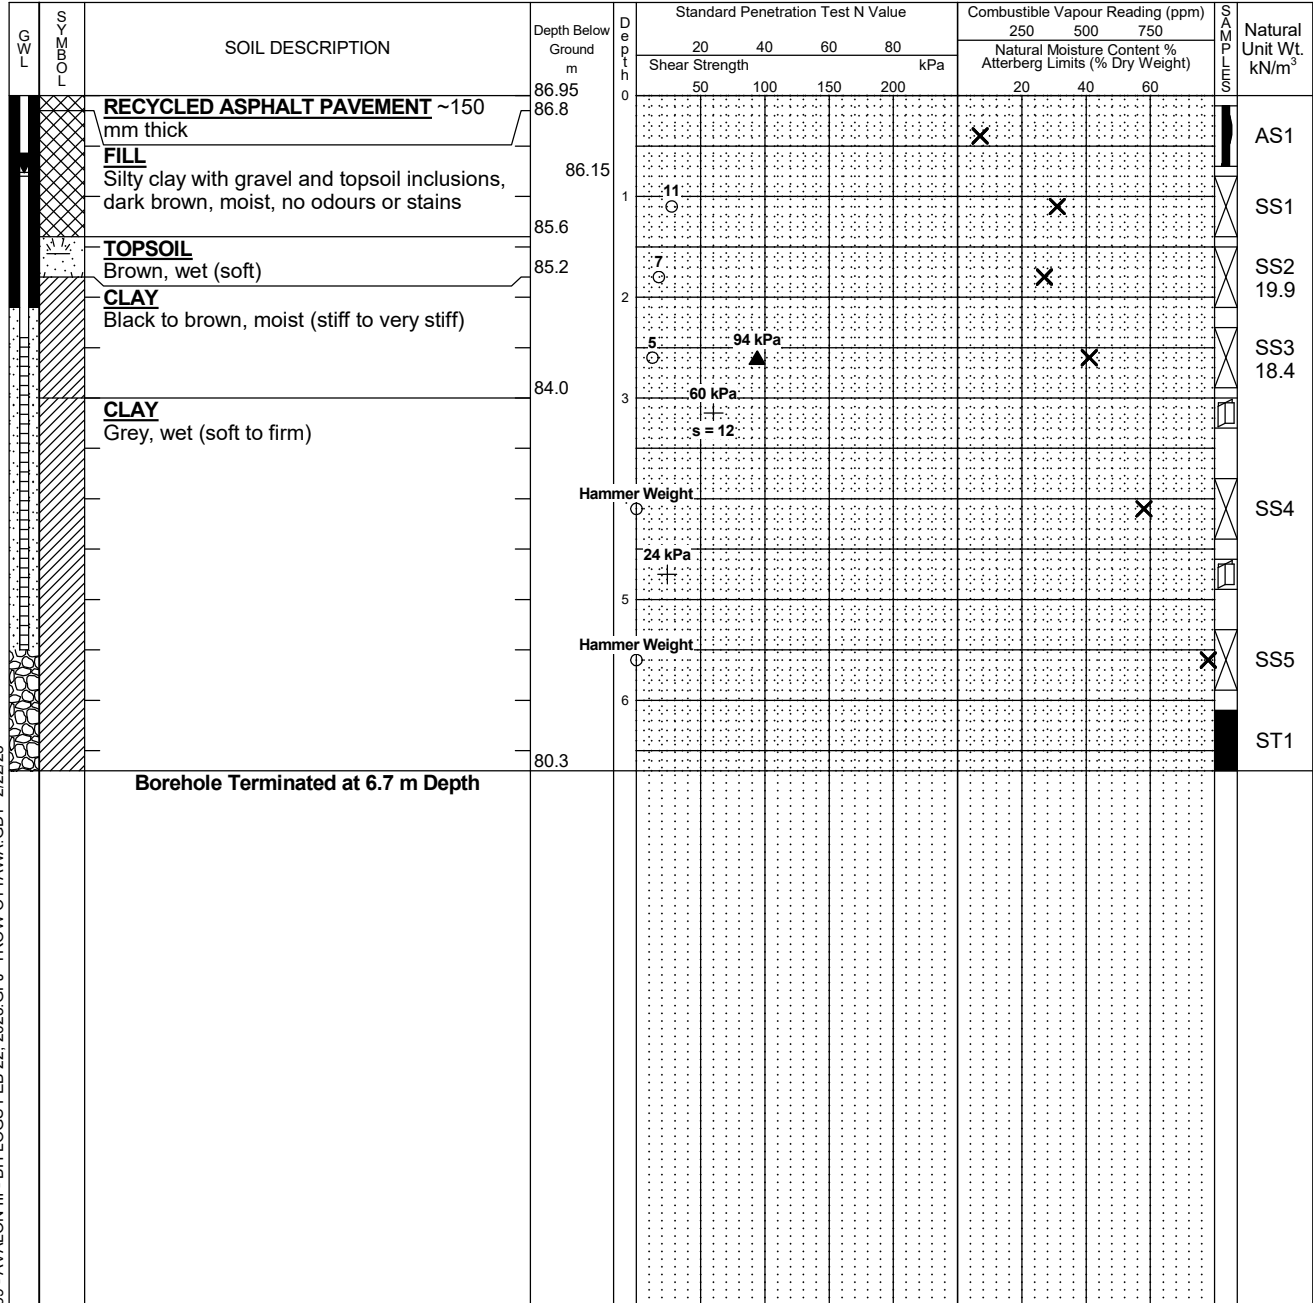 GWL
SYMBOL
SOIL DESCRIPTION
Depth Below
Ground
m
86.95
Depth
0
Standard Penetration Test N Value
20 40 60 80
Shear Strength kPa
50 100 150 200
Combustible Vapour Reading (ppm)
250 500 750
Natural Moisture Content %
Atterberg Limits (% Dry Weight)
20 40 60
SAMPLES
Natural
Unit Wt.
kN/m³
RECYCLED ASPHALT PAVEMENT ~150
mm thick
86.8
AS1
FILL
Silty clay with gravel and topsoil inclusions,
dark brown, moist, no odours or stains
86.15
1
11
SS1
85.6
TOPSOIL
Brown, wet (soft)
85.2
7
SS2
19.9
CLAY
Black to brown, moist (stiff to very stiff)
2
5
94 kPa
SS3
18.4
84.0
3
CLAY
Grey, wet (soft to firm)
60 kPa
s = 12
Hammer Weight
SS4
24 kPa
5
Hammer Weight
SS5
6
ST1
80.3
Borehole Terminated at 6.7 m Depth